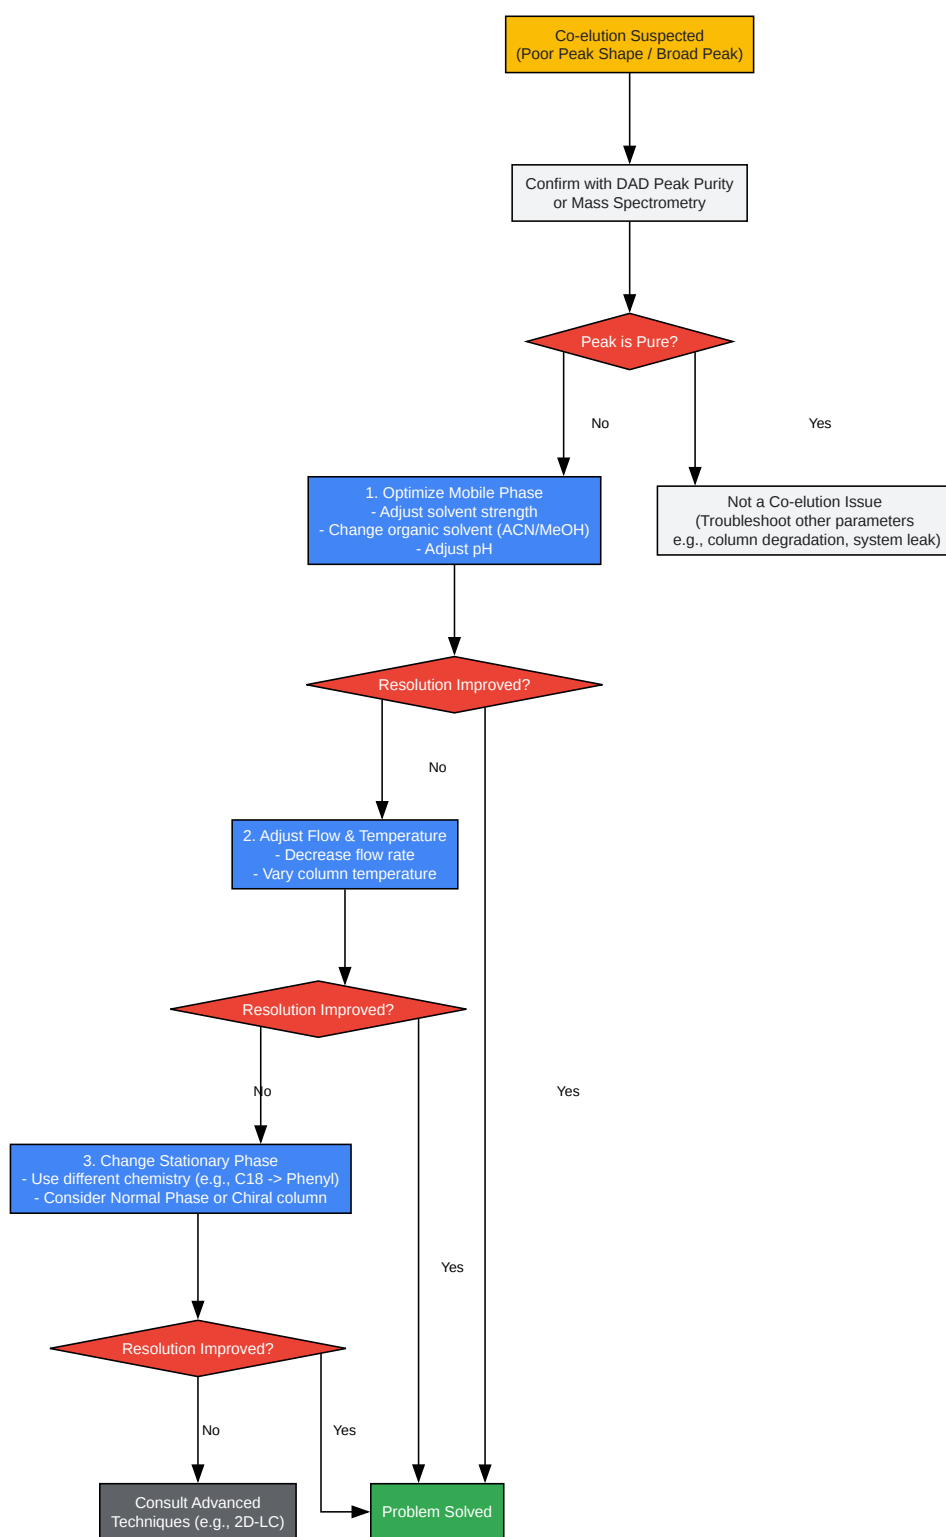 Co-elution Suspected
(Poor Peak Shape / Broad Peak)
Confirm with DAD Peak Purity
or Mass Spectrometry
Peak is Pure?
No
Yes
1. Optimize Mobile Phase
- Adjust solvent strength
- Change organic solvent (ACN/MeOH)
- Adjust pH
Not a Co-elution Issue
(Troubleshoot other parameters
e.g., column degradation, system leak)
Resolution Improved?
No
2. Adjust Flow & Temperature
- Decrease flow rate
- Vary column temperature
Resolution Improved?
No
Yes
3. Change Stationary Phase
- Use different chemistry (e.g., C18 -> Phenyl)
- Consider Normal Phase or Chiral column
Yes
Resolution Improved?
No
Yes
Consult Advanced
Techniques (e.g., 2D-LC)
Problem Solved